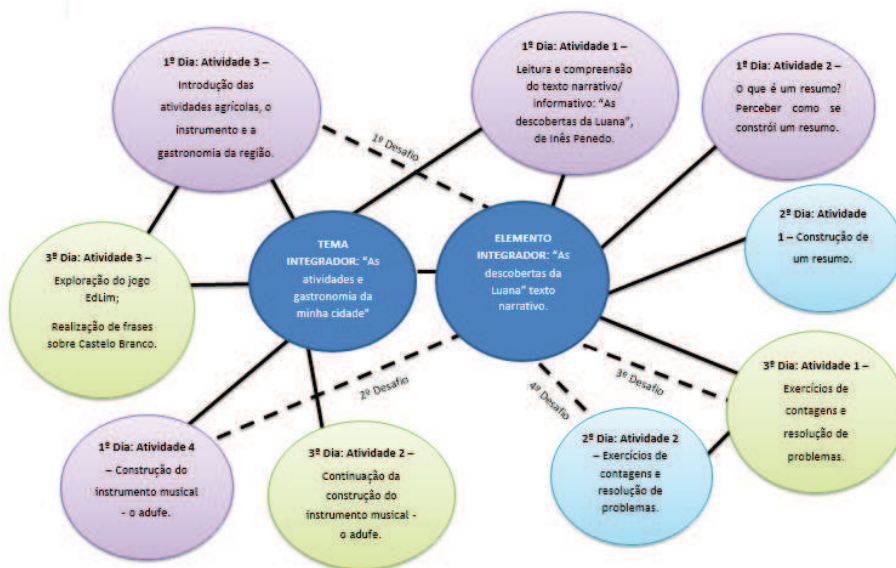 1º Dia: Atividade 3 –
Introdução das
atividades agrícolas, o
instrumento e a
gastronomia da região.
1º Dia: Atividade 1 –
Leitura e compreensão
do texto narrativo/
informativo: "As
descobertas da Luana",
de Inês Penedo.
1º Dia: Atividade 2 –
O que é um resumo?
Perceber como se
constrói um resumo.
1º Desafio
2º Dia: Atividade
1 – Construção de
um resumo.
TEMA
INTEGRADOR: "As
atividades e
gastronomia da
minha cidade"
ELEMENTO
INTEGRADOR: "As
descobertas da
Luana" texto
narrativo.
3º Dia: Atividade 3 –
Exploração do jogo
EdLim;
Realização de frases
sobre Castelo Branco.
2º Desafio
3º Desafio
4º Desafio
3º Dia: Atividade 1 –
Exercícios de
contagens e
resolução de
problemas.
1º Dia: Atividade 4
– Construção do
instrumento musical
- o adufe.
3º Dia: Atividade 2 –
Continuação da
construção do
instrumento musical -
o adufe.
2º Dia: Atividade 2
– Exercícios de
contagens e
resolução de
problemas.